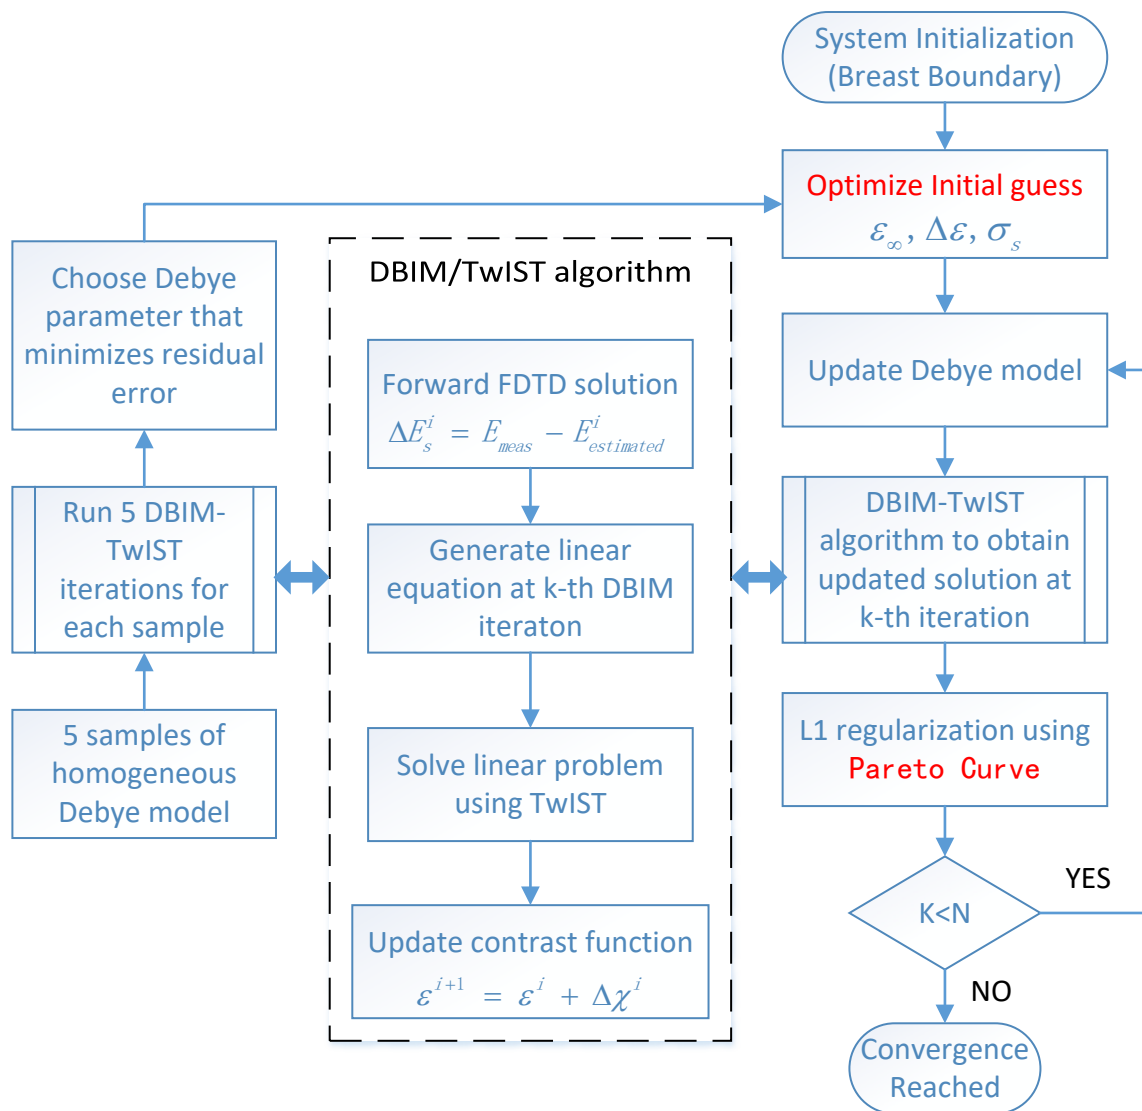 System Initialization
(Breast Boundary)
Optimize Initial guess
ε∞, Δε, σs
Update Debye model
DBIM-TwIST
algorithm to obtain
updated solution at
k-th iteration
L1 regularization using
Pareto Curve
K<N
YES
NO
Convergence
Reached
DBIM/TwIST algorithm
Forward FDTD solution
ΔE_s^i = E_meas − E_estimated^i
Generate linear
equation at k-th DBIM
iteraton
Solve linear problem
using TwIST
Update contrast function
ε^{i+1} = ε^i + Δχ^i
Choose Debye
parameter that
minimizes residual
error
Run 5 DBIM-
TwIST
iterations for
each sample
5 samples of
homogeneous
Debye model